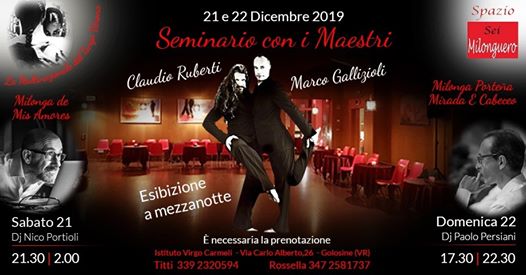 21 e 22 Dicembre 2019
Seminario con i Maestri
Claudio Ruberti
Marco Gallizioli
Spazio
Sei
Milonguero
Milonga de
Mis Amores
Milonga Porteña
Mirada E Cabeceo
Esibizione
a mezzanotte
Sabato 21
Dj Nico Portioli
21.30 | 2.00
Domenica 22
Dj Paolo Persiani
17.30 | 22.30
È necessaria la prenotazione
Istituto Virgo Carmeli - Via Carlo Alberto,26 - Golosine (VR)
Titti 339 2320594 Rossella 347 2581737